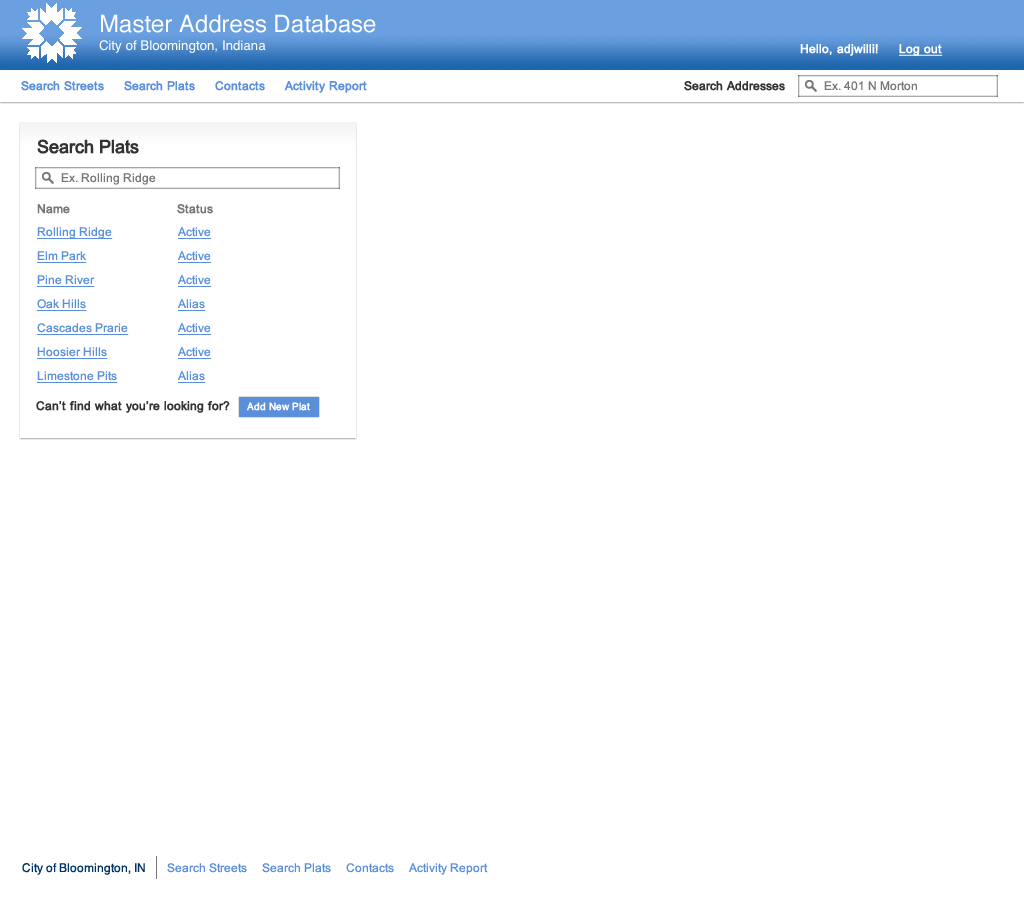 Master Address Database
City of Bloomington, Indiana
Hello, adjwilli! Log out
Search Streets Search Plats Contacts Activity Report Search Addresses Ex. 401 N Morton
Search Plats
Ex. Rolling Ridge
Name Status
Rolling Ridge Active
Elm Park Active
Pine River Active
Oak Hills Alias
Cascades Prarie Active
Hoosier Hills Active
Limestone Pits Alias
Can't find what you're looking for? Add New Plat
City of Bloomington, IN Search Streets Search Plats Contacts Activity Report